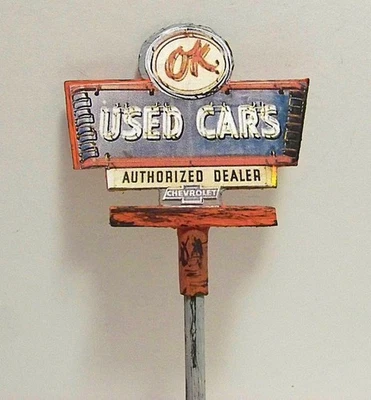 OK
USED CARS
AUTHORIZED DEALER
CHEVROLET